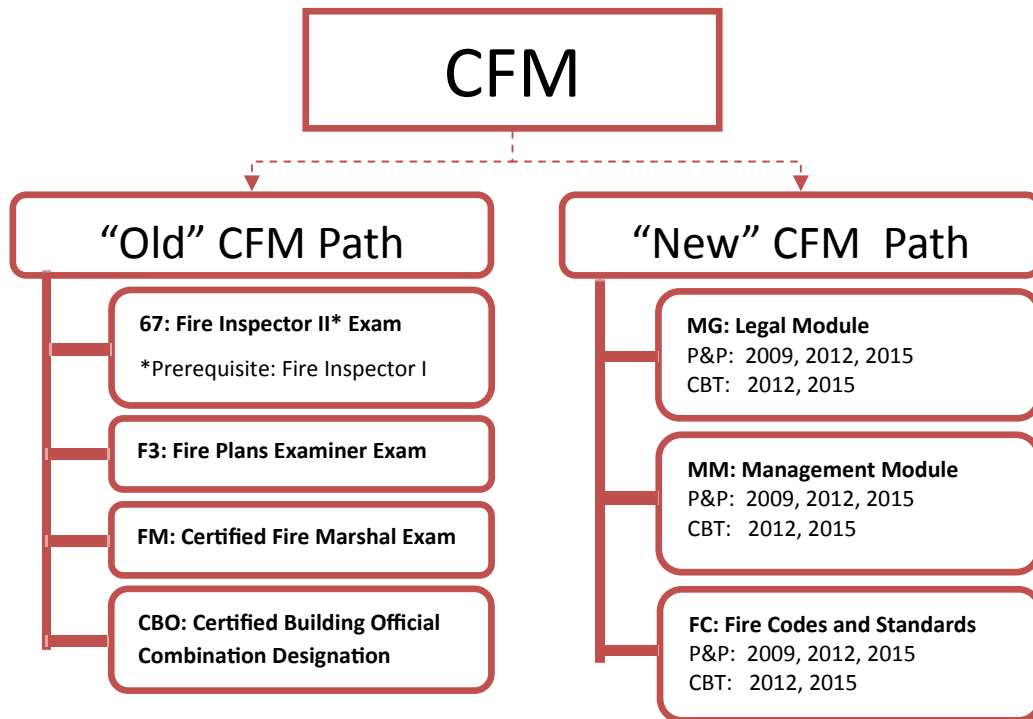 CFM
“Old” CFM Path
67: Fire Inspector II* Exam
*Prerequisite: Fire Inspector I
F3: Fire Plans Examiner Exam
FM: Certified Fire Marshal Exam
CBO: Certified Building Official
Combination Designation
“New” CFM Path
MG: Legal Module
P&P: 2009, 2012, 2015
CBT: 2012, 2015
MM: Management Module
P&P: 2009, 2012, 2015
CBT: 2012, 2015
FC: Fire Codes and Standards
P&P: 2009, 2012, 2015
CBT: 2012, 2015